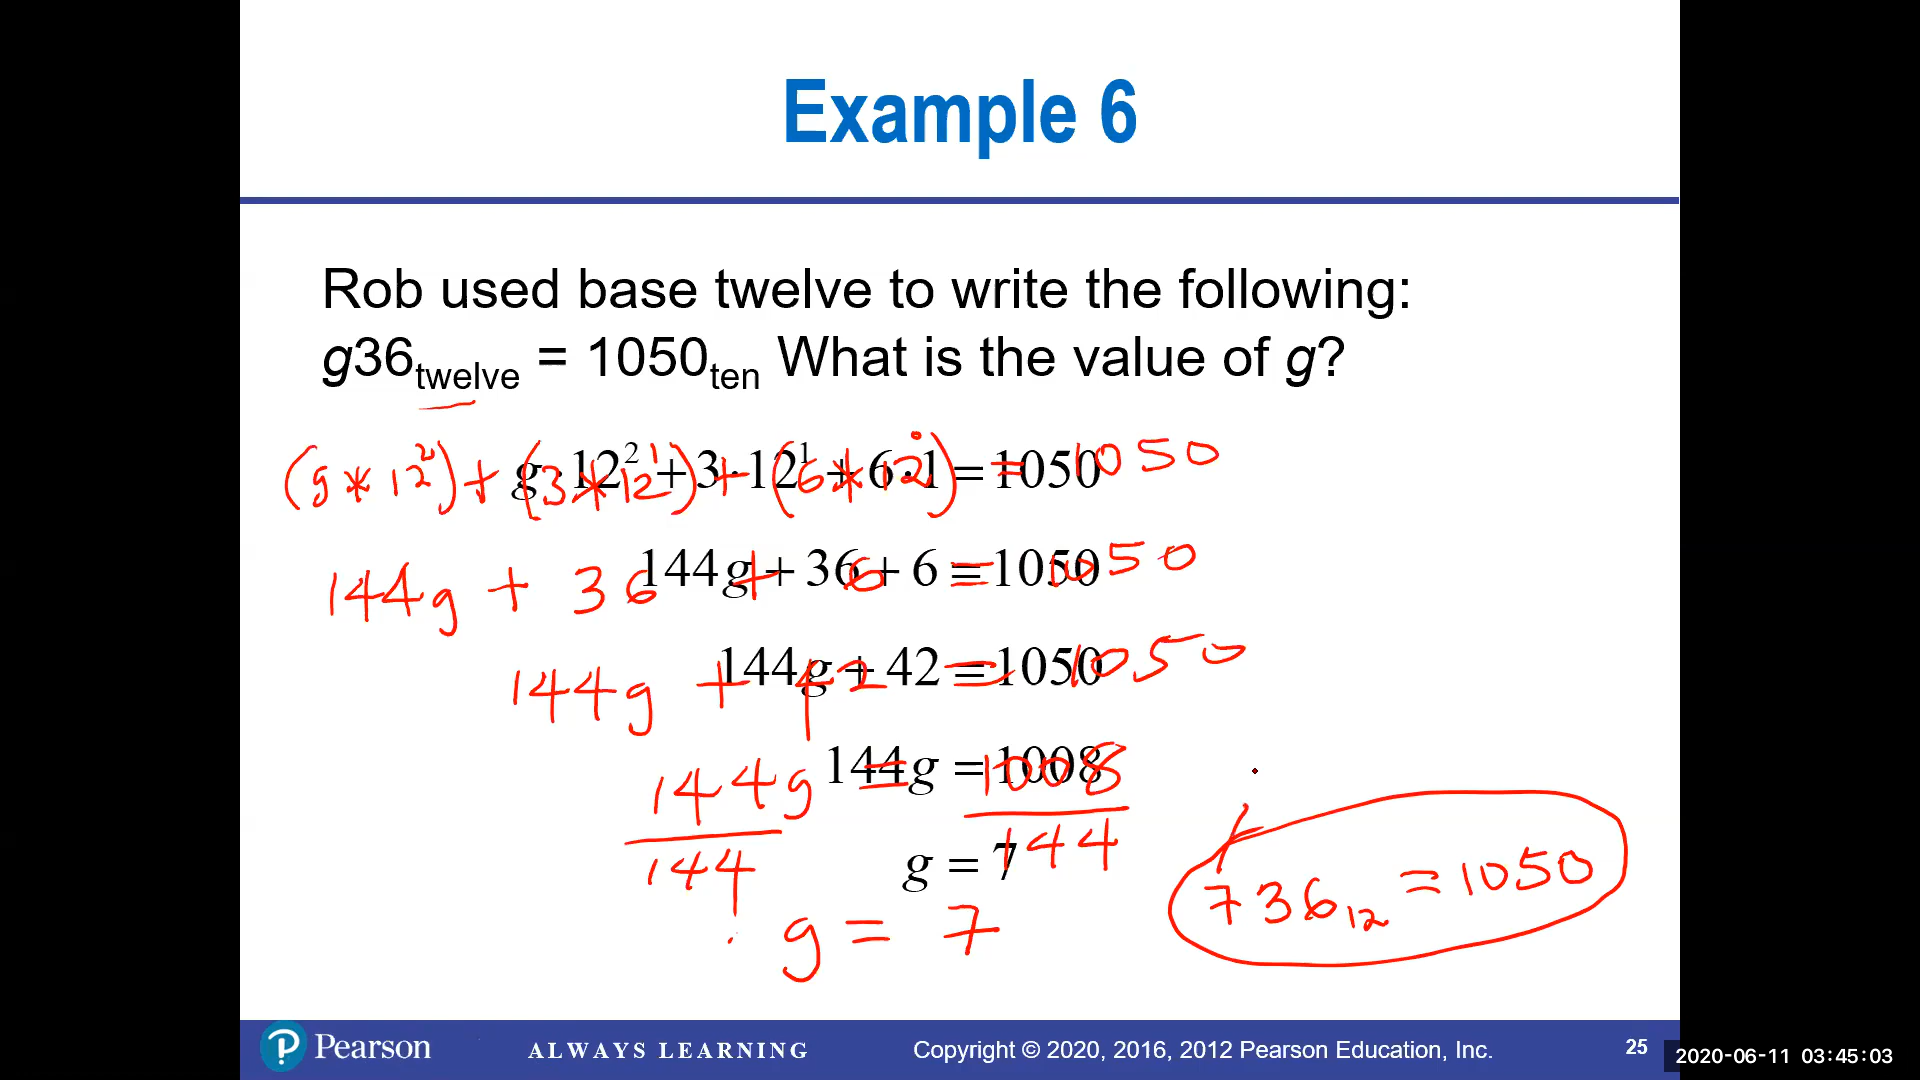 Example 6
Rob used base twelve to write the following:
g36twelve = 1050ten What is the value of g?
g · 12² + 3 · 12¹ + 6 · 1 = 1050
(g * 12²) + (3 * 12¹) + (6 * 12⁰) = 1050
144g + 36 + 6 = 1050
144g + 36 + 6 = 1050
144g + 42 = 1050
144g + 42 = 1050
144g = 1008
144g = 1008
144 144
g = 7
g = 7
736₁₂ = 1050
Pearson
ALWAYS LEARNING
Copyright © 2020, 2016, 2012 Pearson Education, Inc.
25
2020-06-11 03:45:03